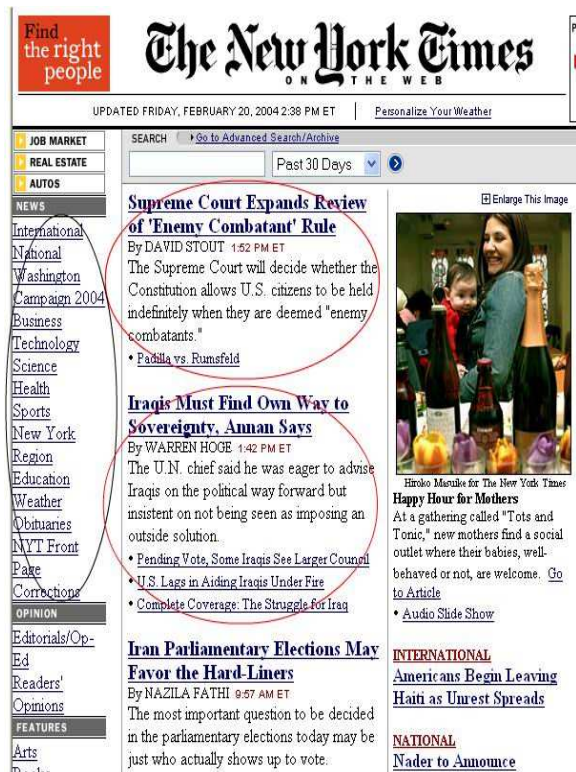 Find
the right
people
The New York Times
ON THE WEB
P
UPDATED FRIDAY, FEBRUARY 20, 2004 2:38 PM ET
Personalize Your Weather
JOB MARKET
REAL ESTATE
AUTOS
NEWS
International
National
Washington
Campaign 2004
Business
Technology
Science
Health
Sports
New York
Region
Education
Weather
Obituaries
NYT Front
Page
Corrections
OPINION
Editorials/Op-
Ed
Readers'
Opinions
FEATURES
Arts
Books
SEARCH Go to Advanced Search/Archive
Past 30 Days
Supreme Court Expands Review
of 'Enemy Combatant' Rule
By DAVID STOUT 1:52 PM ET
The Supreme Court will decide whether the
Constitution allows U.S. citizens to be held
indefinitely when they are deemed "enemy
combatants."
• Padilla vs. Rumsfeld
Iraqis Must Find Own Way to
Sovereignty, Annan Says
By WARREN HOGE 1:42 PM ET
The U.N. chief said he was eager to advise
Iraqis on the political way forward but
insistent on not being seen as imposing an
outside solution.
• Pending Vote, Some Iraqis See Larger Council
• U.S. Lags in Aiding Iraqis Under Fire
• Complete Coverage: The Struggle for Iraq
Iran Parliamentary Elections May
Favor the Hard-Liners
By NAZILA FATHI 9:57 AM ET
The most important question to be decided
in the parliamentary elections today may be
just who actually shows up to vote.
Enlarge This Image
Hiroko Masuike for The New York Times
Happy Hour for Mothers
At a gathering called "Tots and
Tonic," new mothers find a social
outlet where their babies, well-
behaved or not, are welcome. Go
to Article
• Audio Slide Show
INTERNATIONAL
Americans Begin Leaving
Haiti as Unrest Spreads
NATIONAL
Nader to Announce